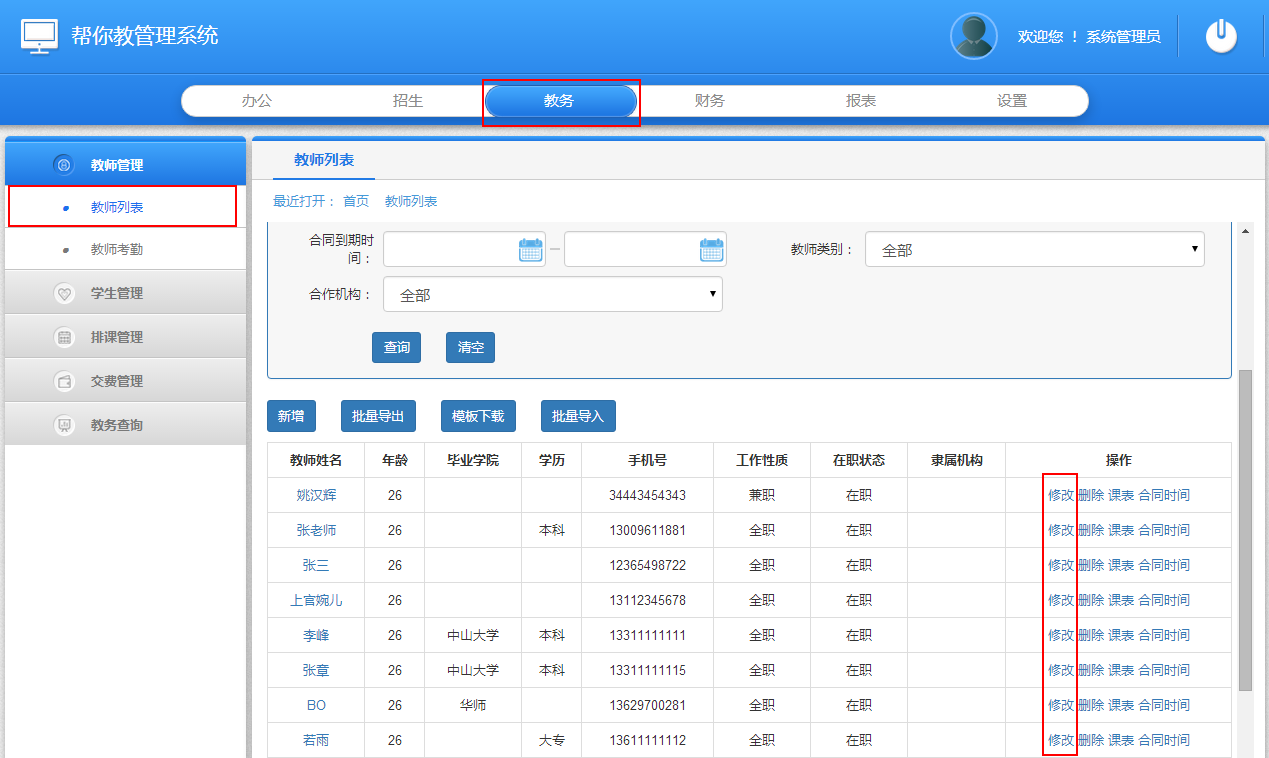 帮你教管理系统
欢迎您 ！ 系统管理员
办公 招生 教务 财务 报表 设置
教师管理
教师列表
教师考勤
学生管理
排课管理
交费管理
教务查询
教师列表
最近打开： 首页 教师列表
合同到期时间： — 教师类别： 全部
合作机构： 全部
查询 清空
新增 批量导出 模板下载 批量导入
教师姓名 年龄 毕业学院 学历 手机号 工作性质 在职状态 隶属机构 操作
姚汉辉 26 34443454343 兼职 在职 修改 删除 课表 合同时间
张老师 26 本科 13009611881 全职 在职 修改 删除 课表 合同时间
张三 26 12365498722 全职 在职 修改 删除 课表 合同时间
上官婉儿 26 13112345678 全职 在职 修改 删除 课表 合同时间
李峰 26 中山大学 本科 13311111111 全职 在职 修改 删除 课表 合同时间
张章 26 中山大学 本科 13311111115 全职 在职 修改 删除 课表 合同时间
BO 26 华师 13629700281 全职 在职 修改 删除 课表 合同时间
若雨 26 大专 13611111112 全职 在职 修改 删除 课表 合同时间